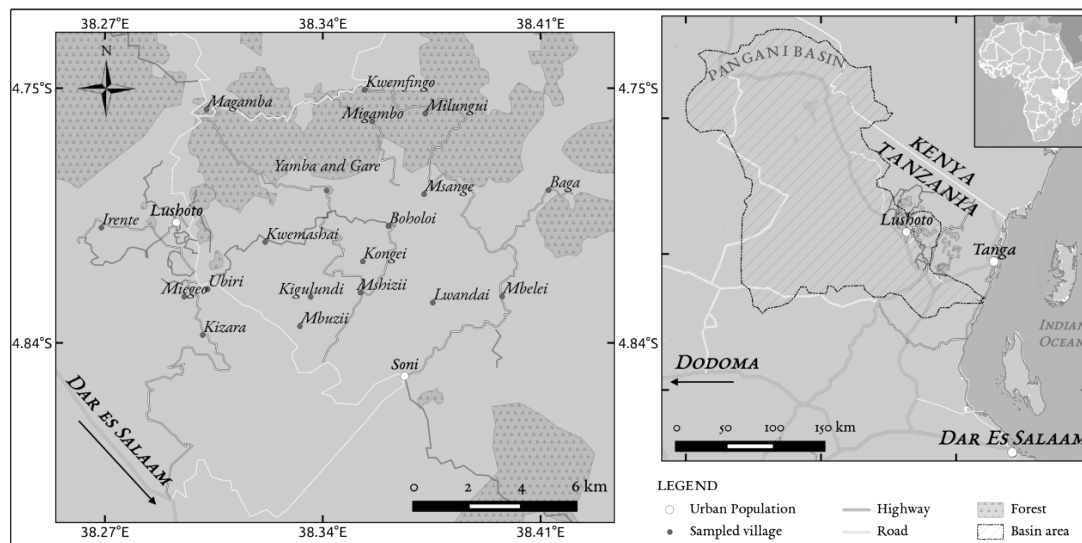 38.27°E
38.34°E
38.41°E
N
4.75°S
4.75°S
Kwemfingo
Magamba
Migambo
Milungui
Yamba and Gare
Msange
Baga
Irente
Lushoto
Boholoi
Kwemashai
Kongei
Ubiri
Miegeo
Kigulundi
Mshizii
Lwandai
Mbelei
Mbuzii
Kizara
4.84°S
4.84°S
Soni
DAR ES SALAAM
0 2 4 6 km
38.27°E
38.34°E
38.41°E
PANGANI BASIN
KENYA
TANZANIA
Lushoto
Tanga
INDIAN
OCEAN
DODOMA
0 50 100 150 km
DAR ES SALAAM
LEGEND
Urban Population
Highway
Forest
Sampled village
Road
Basin area